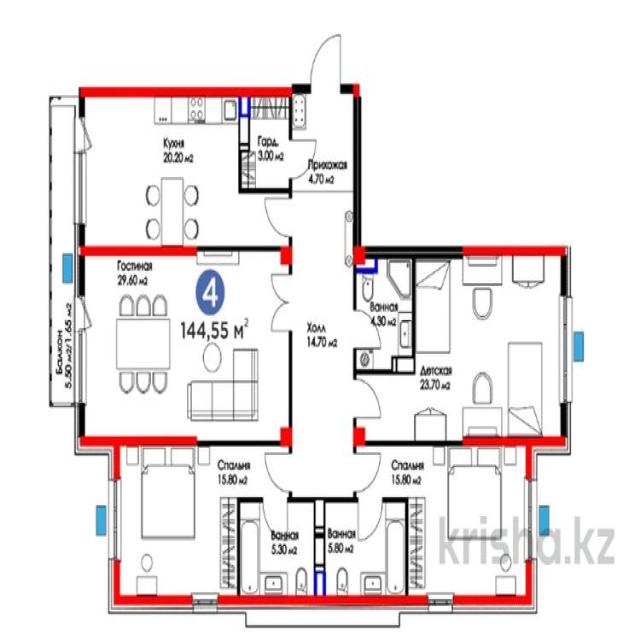 Кухня
20.20 м2
Гард.
3.00 м2
Прихожая
4.70 м2
Гостиная
29.60 м2
4
144,55 м2
Балкон
5.50 м2/1.65 м2
Холл
14.70 м2
Ванная
4.30 м2
Детская
23.70 м2
Спальня
15.80 м2
Спальня
15.80 м2
Ванная
5.30 м2
Ванная
5.80 м2
krisha.kz